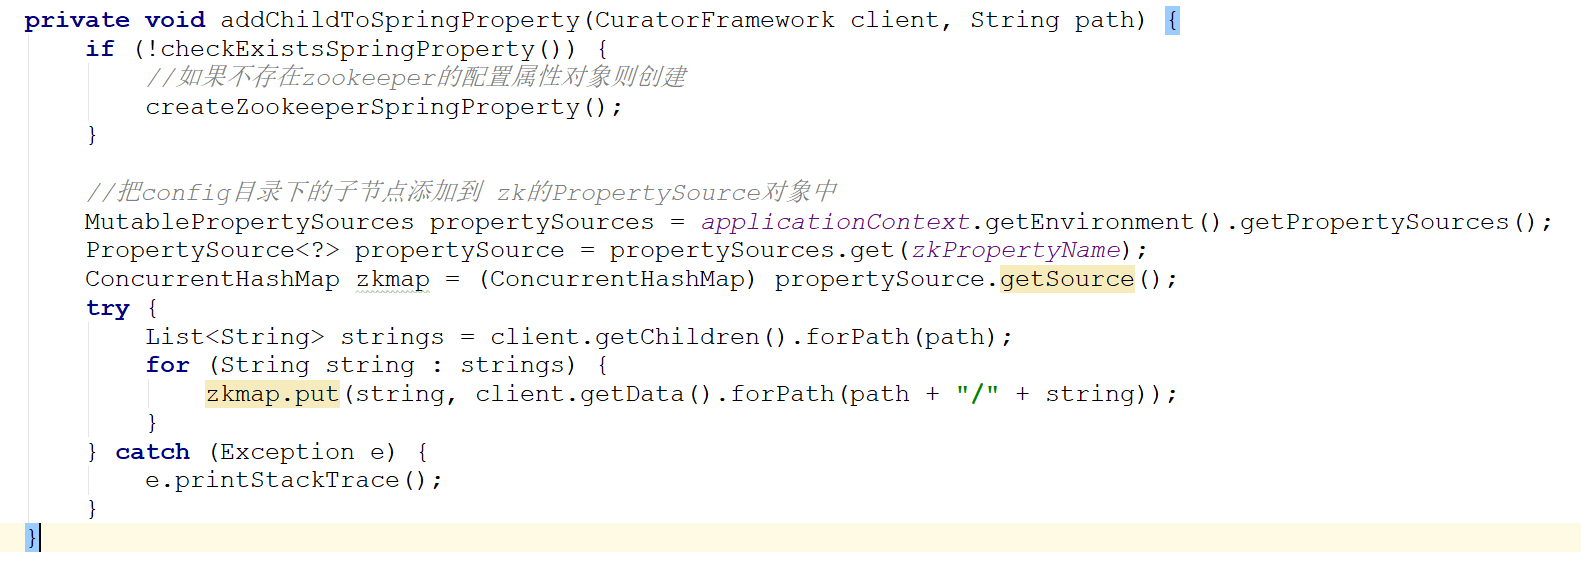 private void addChildToSpringProperty(CuratorFramework client, String path) {
if (!checkExistsSpringProperty()) {
//如果不存在zookeeper的配置属性对象则创建
createZookeeperSpringProperty();
}
//把config目录下的子节点添加到 zk的PropertySource对象中
MutablePropertySources propertySources = applicationContext.getEnvironment().getPropertySources();
PropertySource<?> propertySource = propertySources.get(zkPropertyName);
ConcurrentHashMap zkmap = (ConcurrentHashMap) propertySource.getSource();
try {
List<String> strings = client.getChildren().forPath(path);
for (String string : strings) {
zkmap.put(string, client.getData().forPath(path + "/" + string));
}
} catch (Exception e) {
e.printStackTrace();
}
}